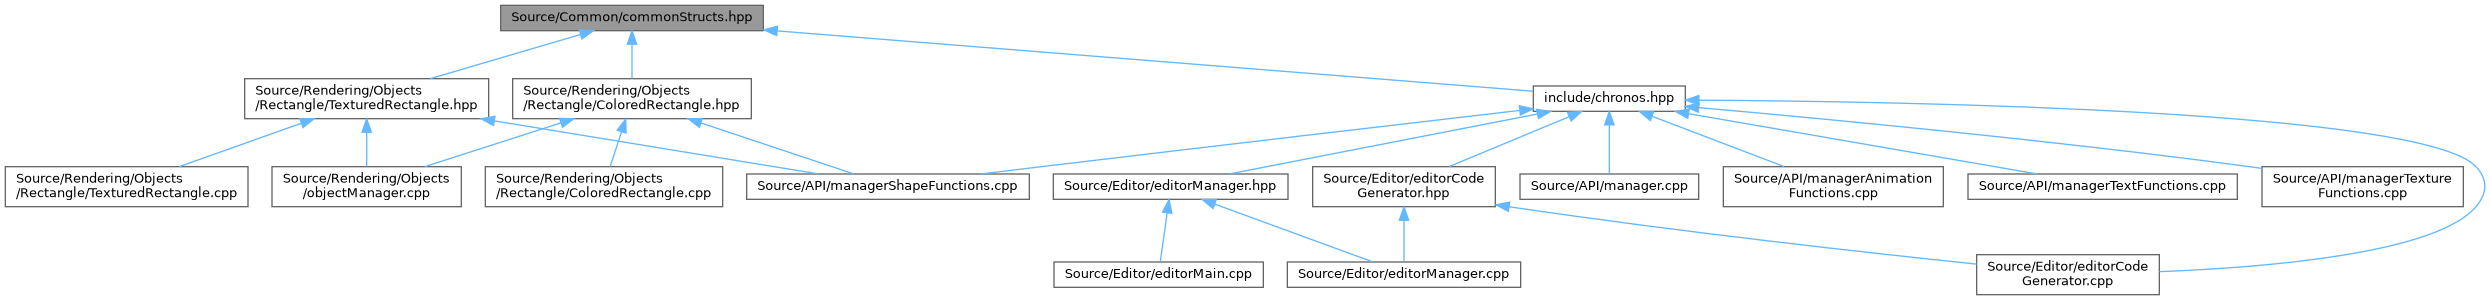 Source/Common/commonStructs.hpp
Source/Rendering/Objects
/Rectangle/TexturedRectangle.hpp
Source/Rendering/Objects
/Rectangle/ColoredRectangle.hpp
include/chronos.hpp
Source/Rendering/Objects
/Rectangle/TexturedRectangle.cpp
Source/Rendering/Objects
/objectManager.cpp
Source/Rendering/Objects
/Rectangle/ColoredRectangle.cpp
Source/API/managerShapeFunctions.cpp
Source/Editor/editorManager.hpp
Source/Editor/editorCode
Generator.hpp
Source/API/manager.cpp
Source/API/managerAnimation
Functions.cpp
Source/API/managerTextFunctions.cpp
Source/API/managerTexture
Functions.cpp
Source/Editor/editorMain.cpp
Source/Editor/editorManager.cpp
Source/Editor/editorCode
Generator.cpp